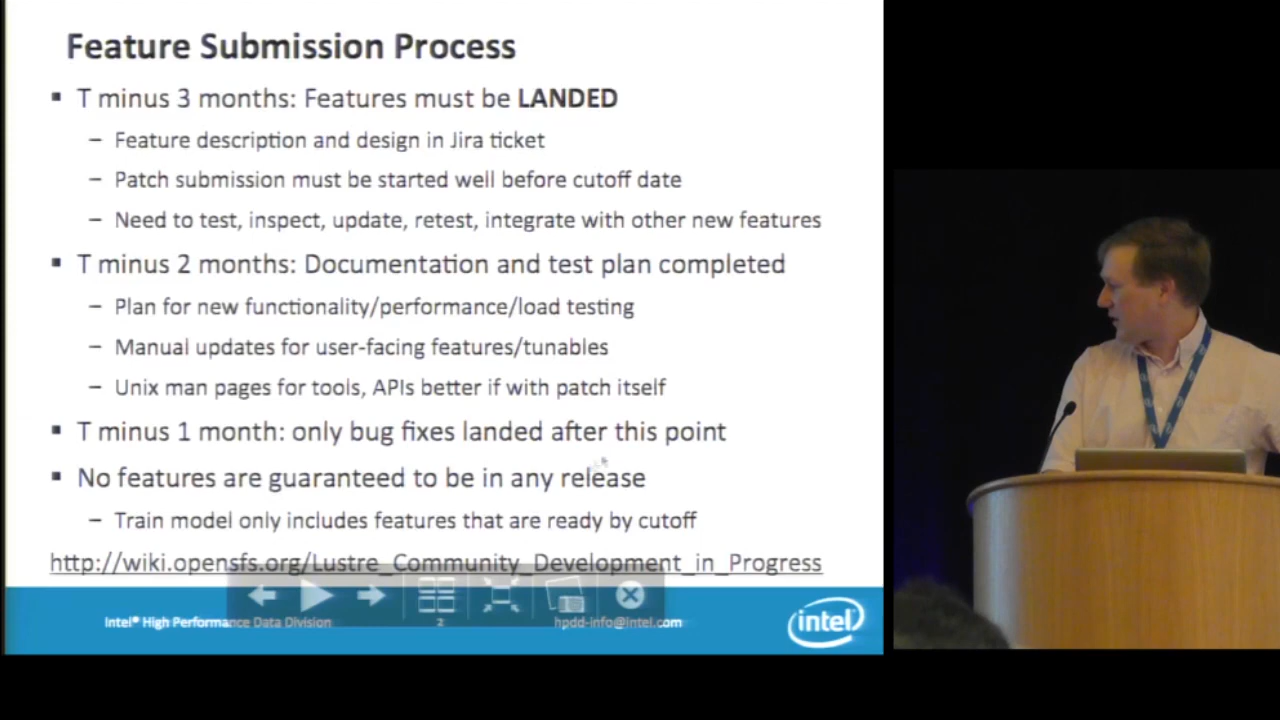 Feature Submission Process
▪ T minus 3 months: Features must be LANDED
– Feature description and design in Jira ticket
– Patch submission must be started well before cutoff date
– Need to test, inspect, update, retest, integrate with other new features
▪ T minus 2 months: Documentation and test plan completed
– Plan for new functionality/performance/load testing
– Manual updates for user-facing features/tunables
– Unix man pages for tools, APIs better if with patch itself
▪ T minus 1 month: only bug fixes landed after this point
▪ No features are guaranteed to be in any release
– Train model only includes features that are ready by cutoff
http://wiki.opensfs.org/Lustre_Community_Development_in_Progress
Intel® High Performance Data Division 2 hpdd-info@intel.com
intel